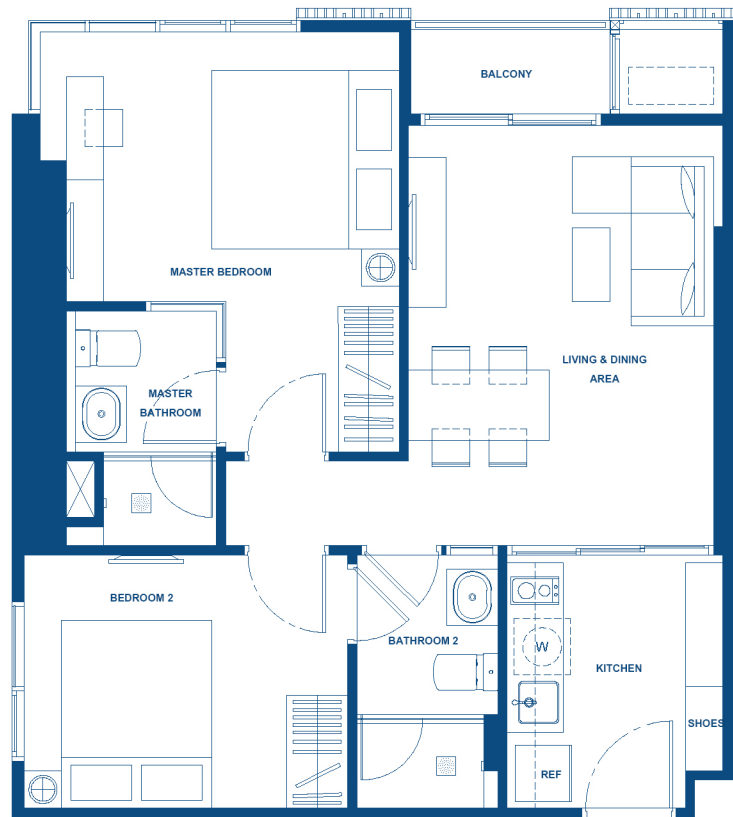 BALCONY
MASTER BEDROOM
LIVING & DINING
AREA
MASTER
BATHROOM
BEDROOM 2
BATHROOM 2
W
KITCHEN
SHOES
REF